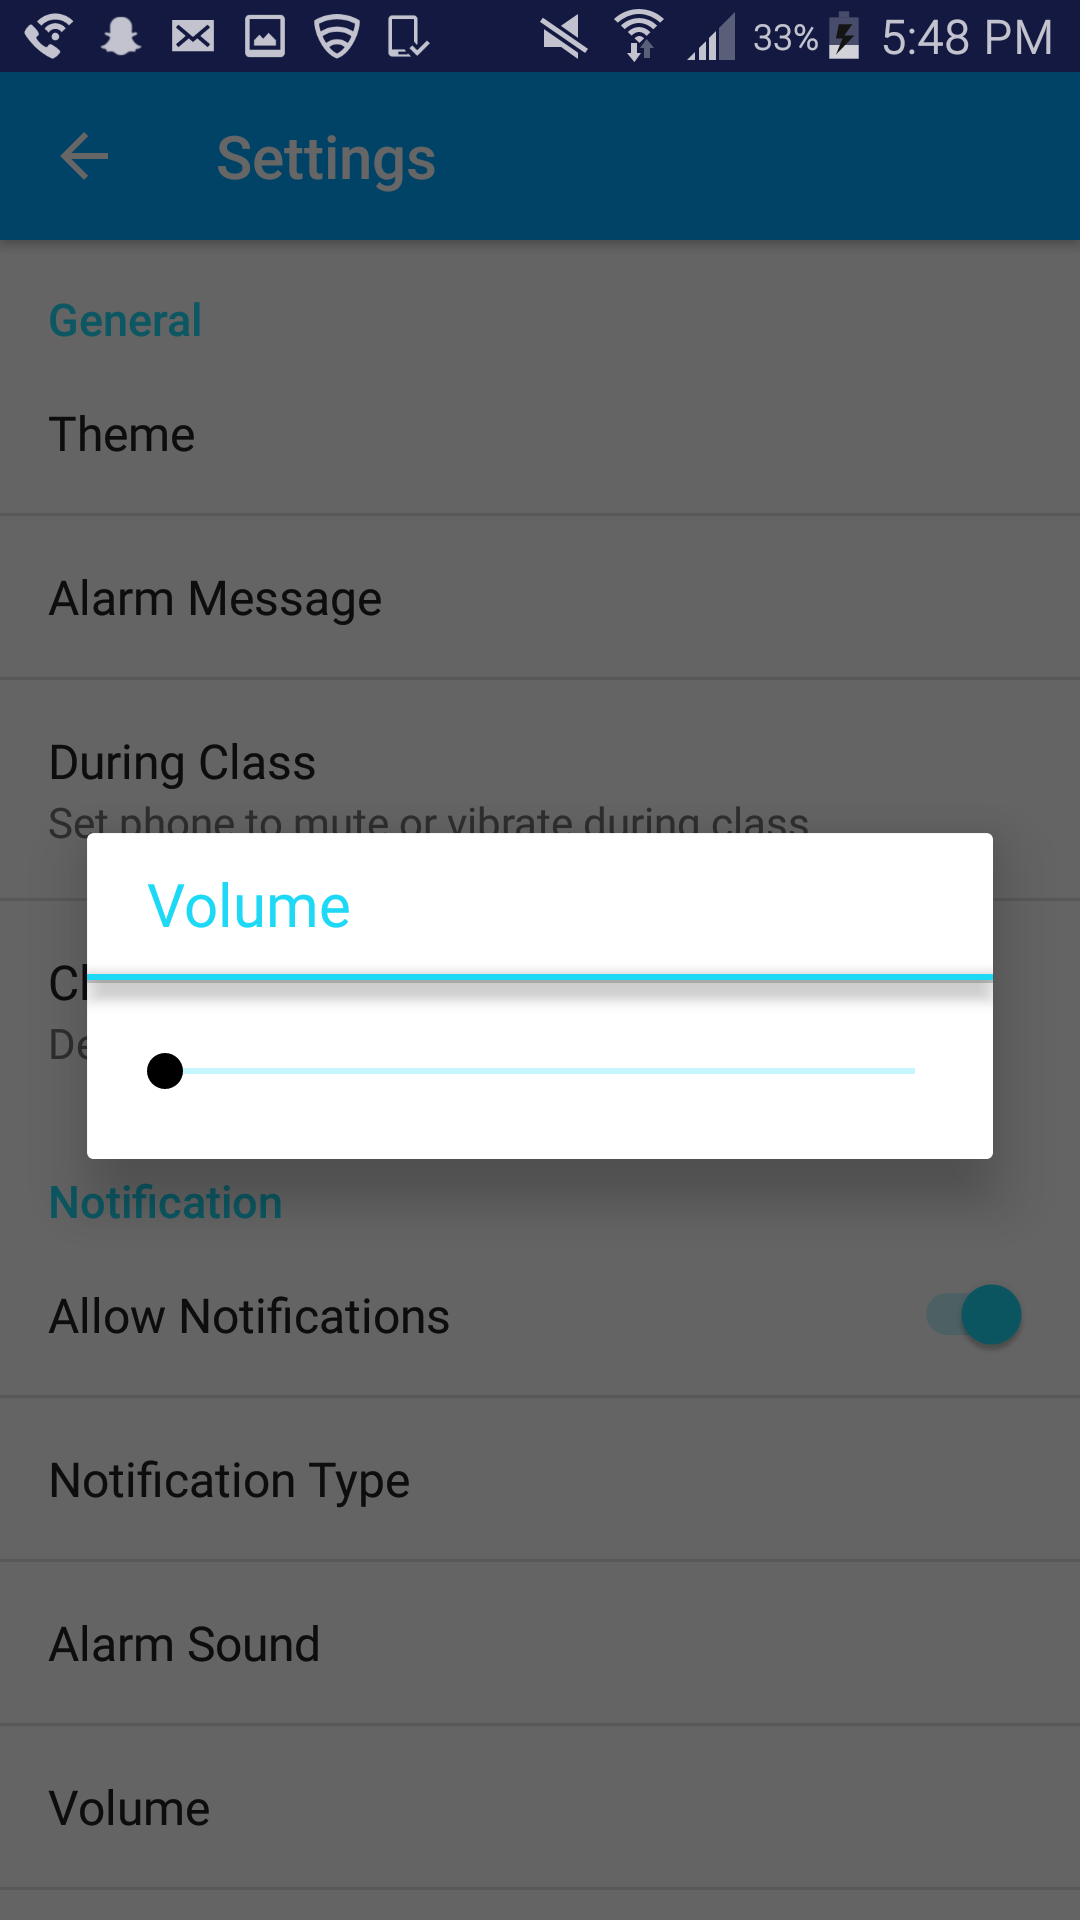 33% 5:48 PM
Settings
General
Theme
Alarm Message
During Class
Set phone to mute or vibrate during class
Volume
Notification
Allow Notifications
Notification Type
Alarm Sound
Volume